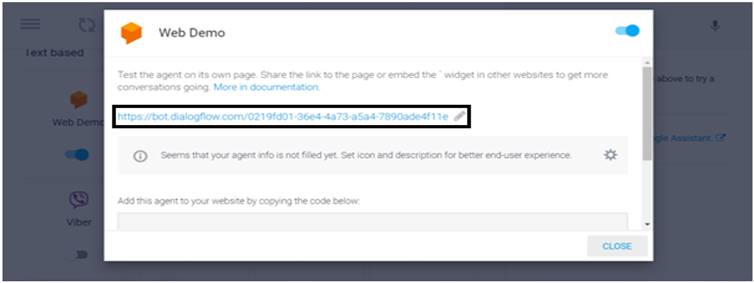 Text based
Web Demo
Test the agent on its own page. Share the link to the page or embed the ` widget in other websites to get more
conversations going. More in documentation.
above to try a
Web Demo
https://bot.dialogflow.com/0219fd01-36e4-4a73-a5a4-7890ade4f11e
Seems that your agent info is not filled yet. Set icon and description for better end-user experience.
gle Assistant.
Viber
Add this agent to your website by copying the code below:
CLOSE